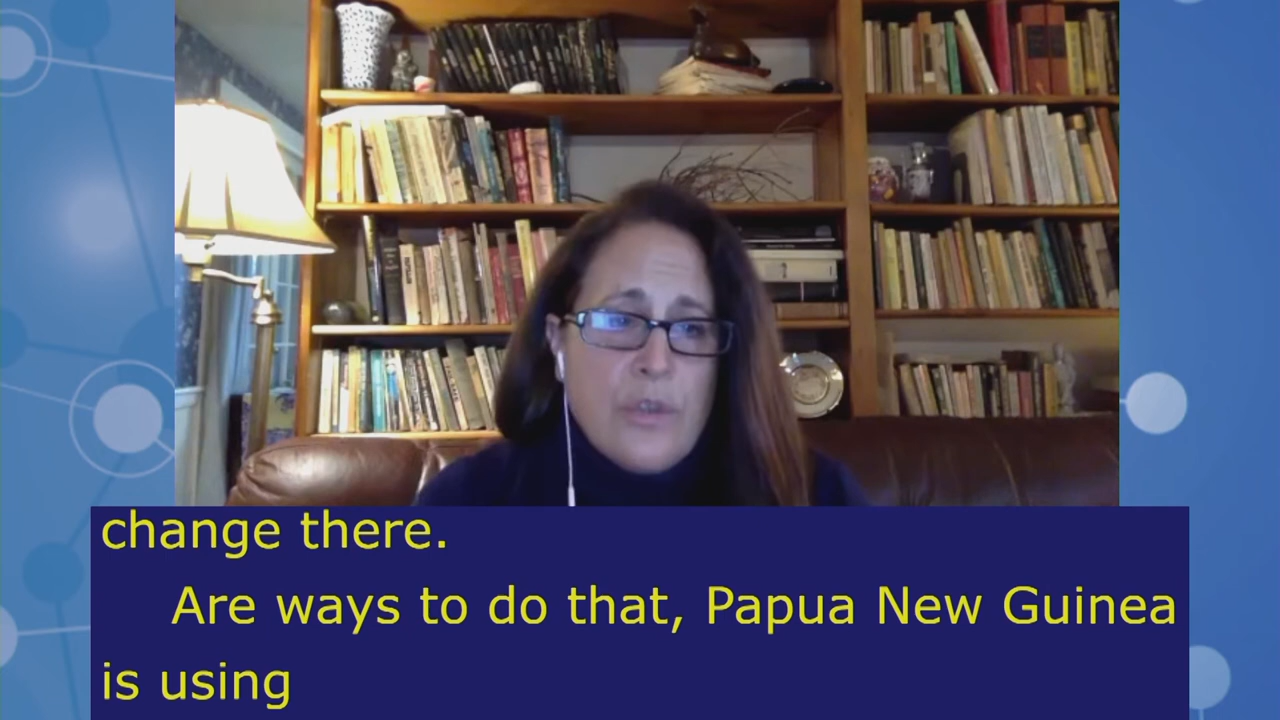 change there.
Are ways to do that, Papua New Guinea
is using